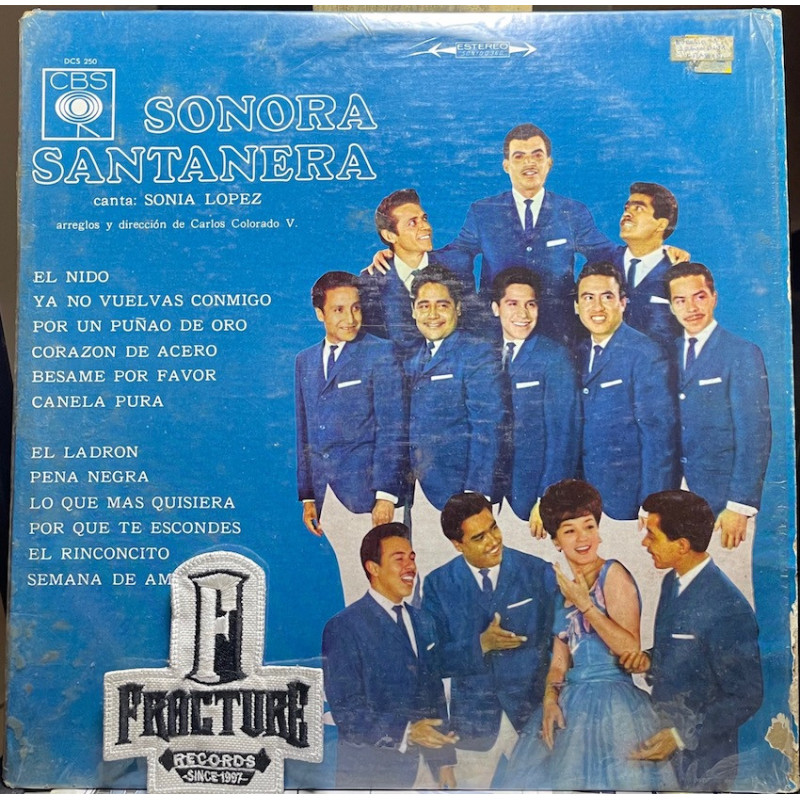 DCS 250
ESTEREO
CBS
SONORA
SANTANERA
canta: SONIA LOPEZ
arreglos y dirección de Carlos Colorado V.
EL NIDO
YA NO VUELVAS CONMIGO
POR UN PUÑAO DE ORO
CORAZON DE ACERO
BESAME POR FAVOR
CANELA PURA
EL LADRON
PENA NEGRA
LO QUE MAS QUISIERA
POR QUE TE ESCONDES
EL RINCONCITO
SEMANA DE AM
F
FRACTURE
RECORDS
-SINCE 1997-